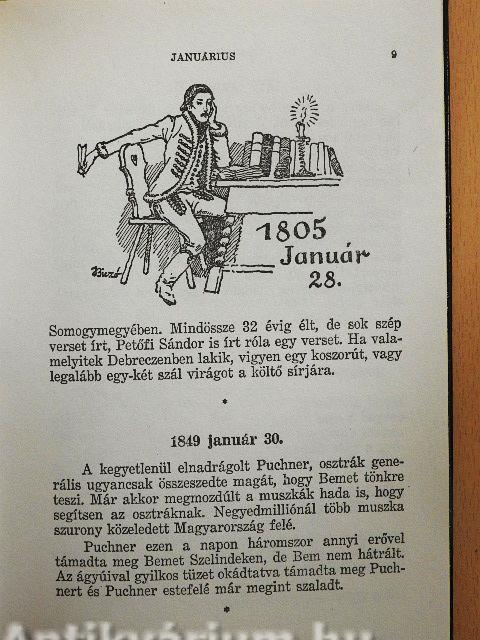 JANUÁRIUS 9
1805
Január
28.
Somogymegyében. Mindössze 32 évig élt, de sok szép
verset írt, Petőfi Sándor is írt róla egy verset. Ha vala-
melyitek Debreczenben lakik, vigyen egy koszorút, vagy
legalább egy-két szál virágot a költő sírjára.
*
1849 január 30.
A kegyetlenül elnadrágolt Puchner, osztrák gene-
rális ugyancsak összeszedte magát, hogy Bemet tönkre
teszi. Már akkor megmozdúlt a muszkák hada is, hogy
segítsen az osztráknak. Negyedmilliónál több muszka
szurony közeledett Magyarország felé.
Puchner ezen a napon háromszor annyi erővel
támadta meg Bemet Szelindeken, de Bem nem hátrált.
Az ágyúival gyilkos tüzet okádtatva támadta meg Puch-
nert és Puchner estefelé már megint szaladt.
*
Antikvárium.hu